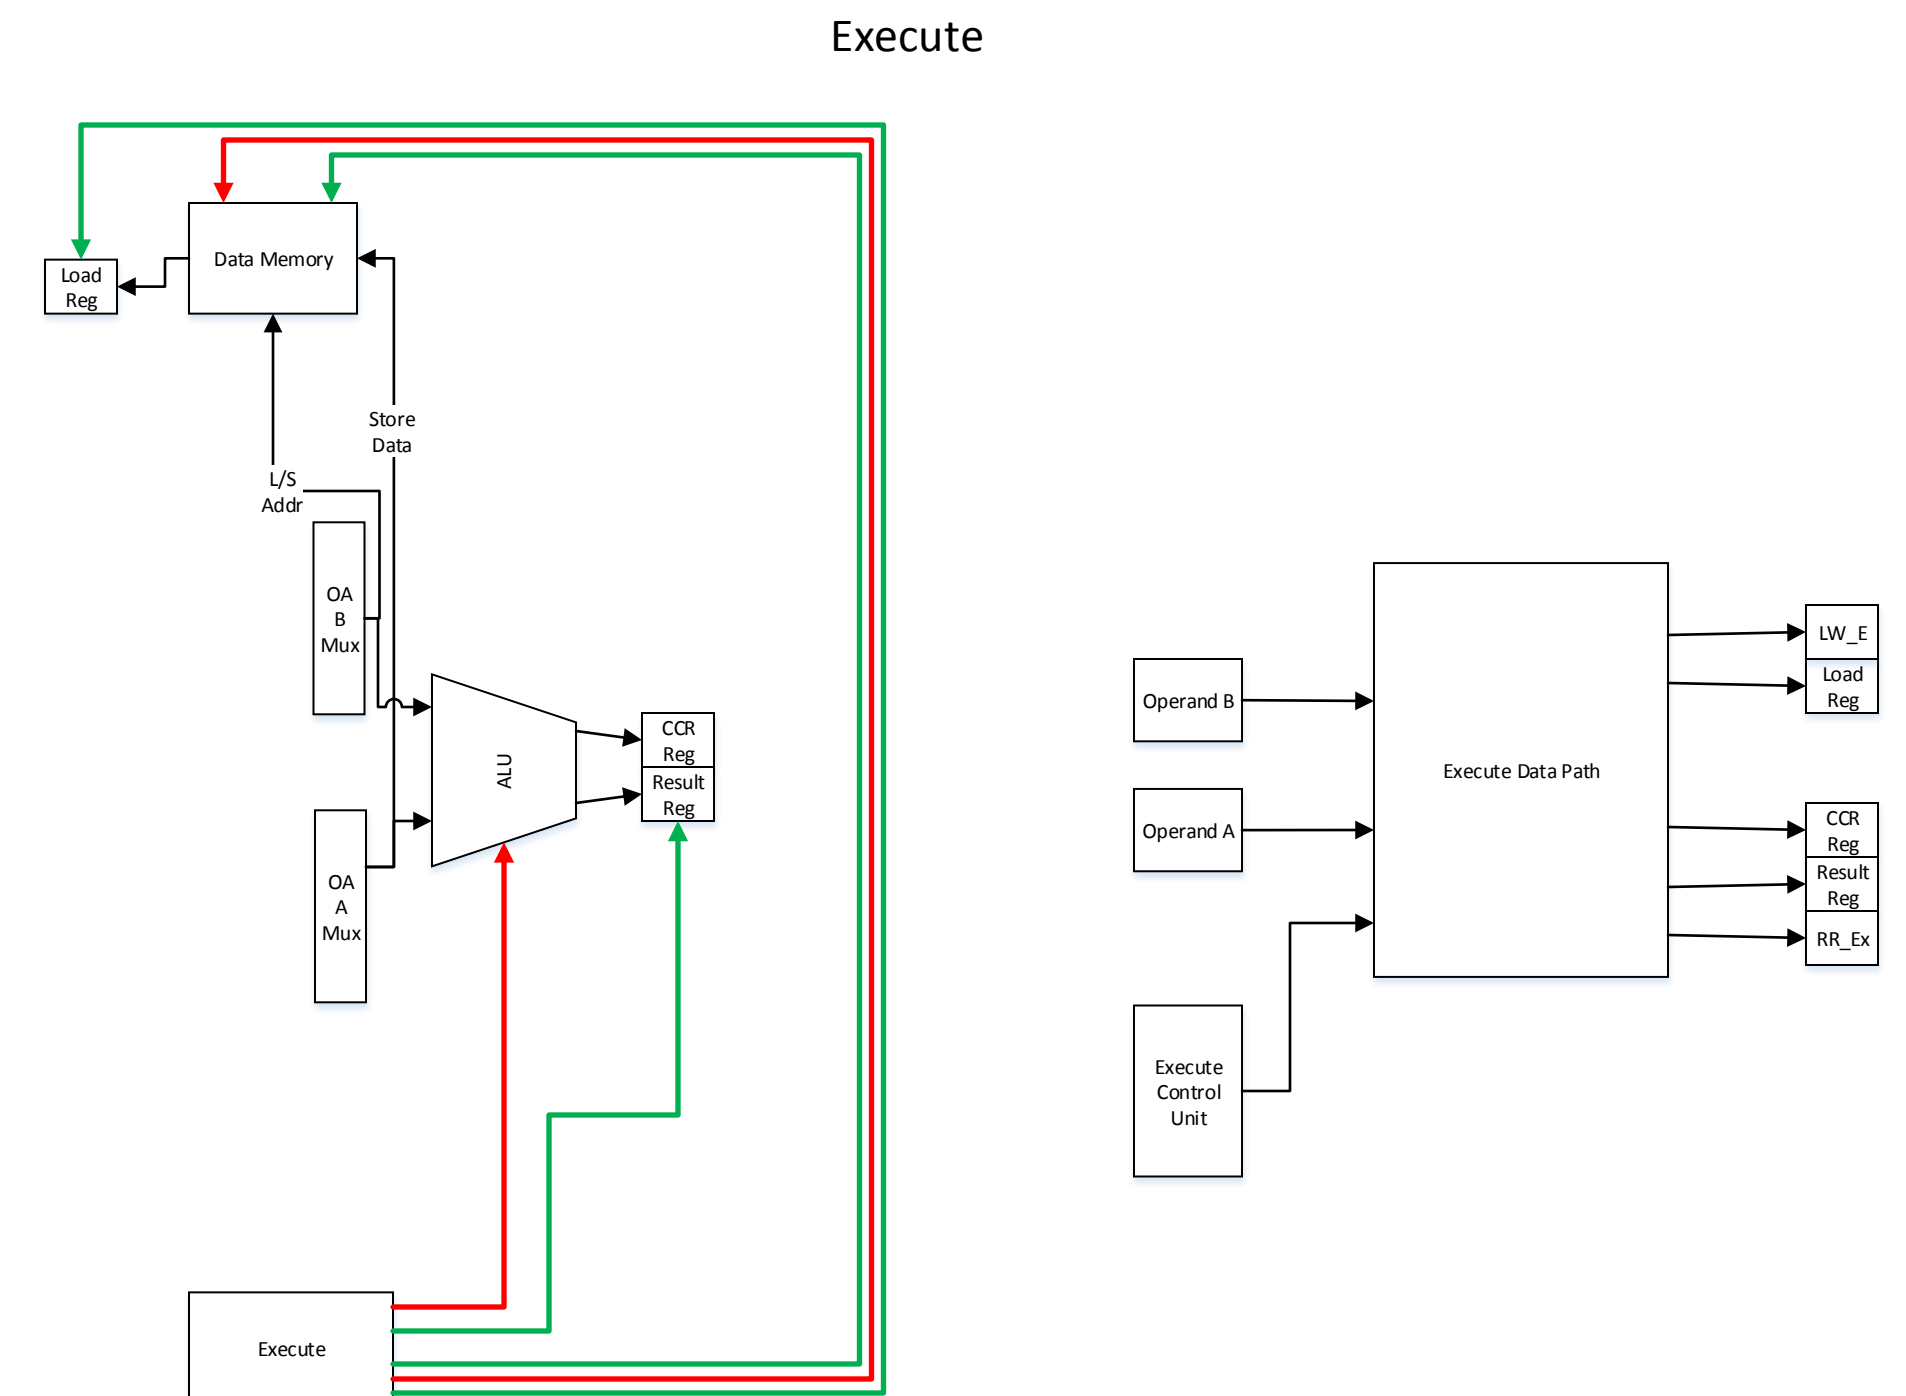 Execute
Data Memory
Load
Reg
Store
Data
L/S
Addr
OA
B
Mux
ALU
CCR
Reg
Result
Reg
OA
A
Mux
Execute
Operand B
Operand A
Execute
Control
Unit
Execute Data Path
LW_E
Load
Reg
CCR
Reg
Result
Reg
RR_Ex